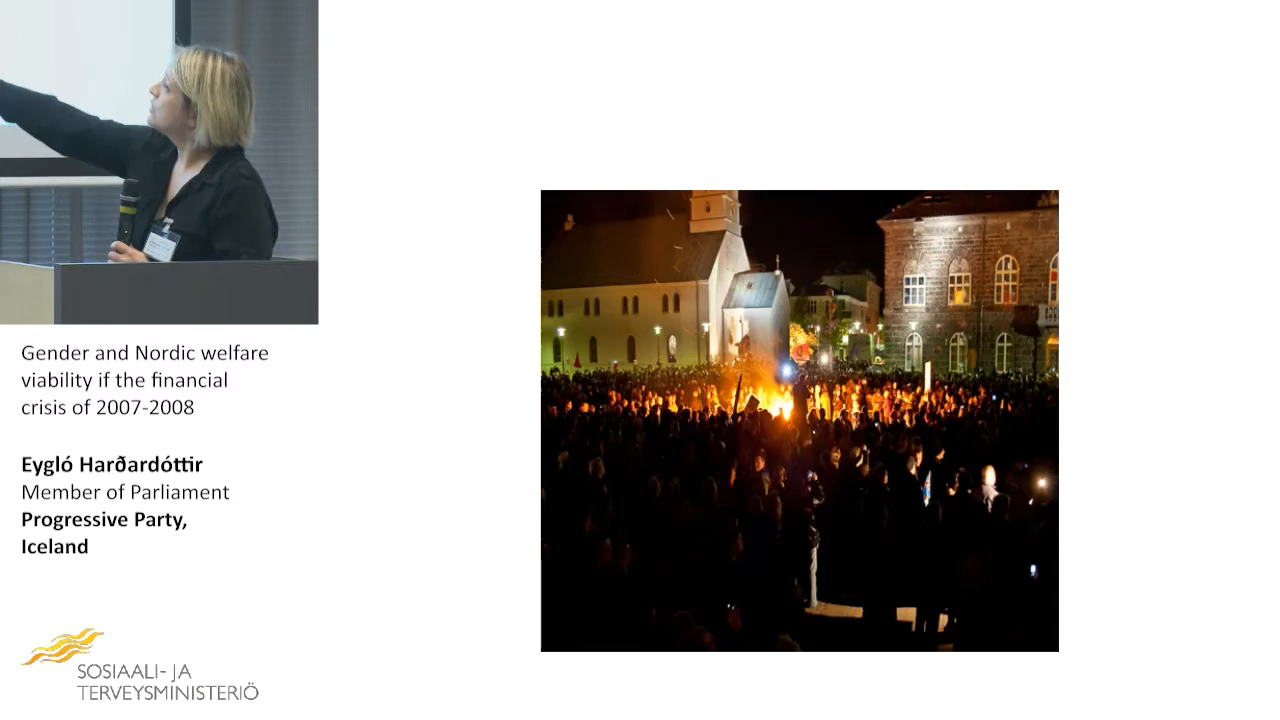 Gender and Nordic welfare
viability if the financial
crisis of 2007-2008
Eygló Harðardóttir
Member of Parliament
Progressive Party,
Iceland
SOSIAALI- JA
TERVEYSMINISTERIÖ